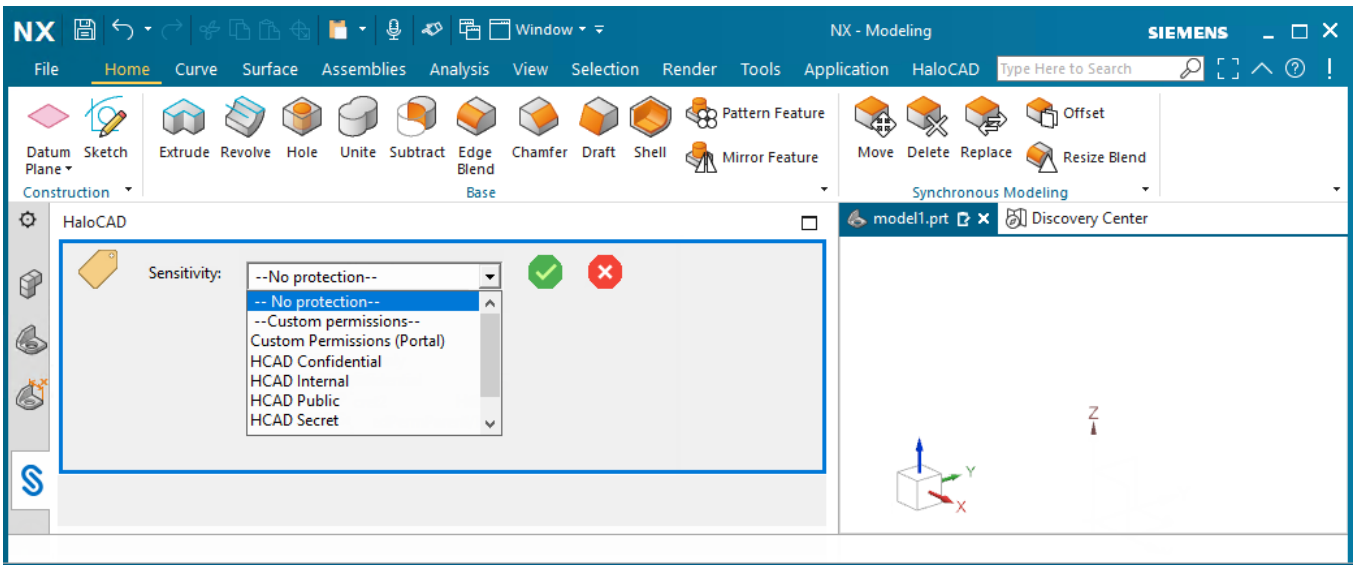 NX Window NX - Modeling SIEMENS
File Home Curve Surface Assemblies Analysis View Selection Render Tools Application HaloCAD Type Here to Search
Datum Plane Sketch Extrude Revolve Hole Unite Subtract Edge Blend Chamfer Draft Shell Pattern Feature Mirror Feature Move Delete Replace Offset Resize Blend
Construction Base Synchronous Modeling
HaloCAD model1.prt Discovery Center
Sensitivity: --No protection--
-- No protection--
--Custom permissions--
Custom Permissions (Portal)
HCAD Confidential
HCAD Internal
HCAD Public
HCAD Secret
Z
Y
X